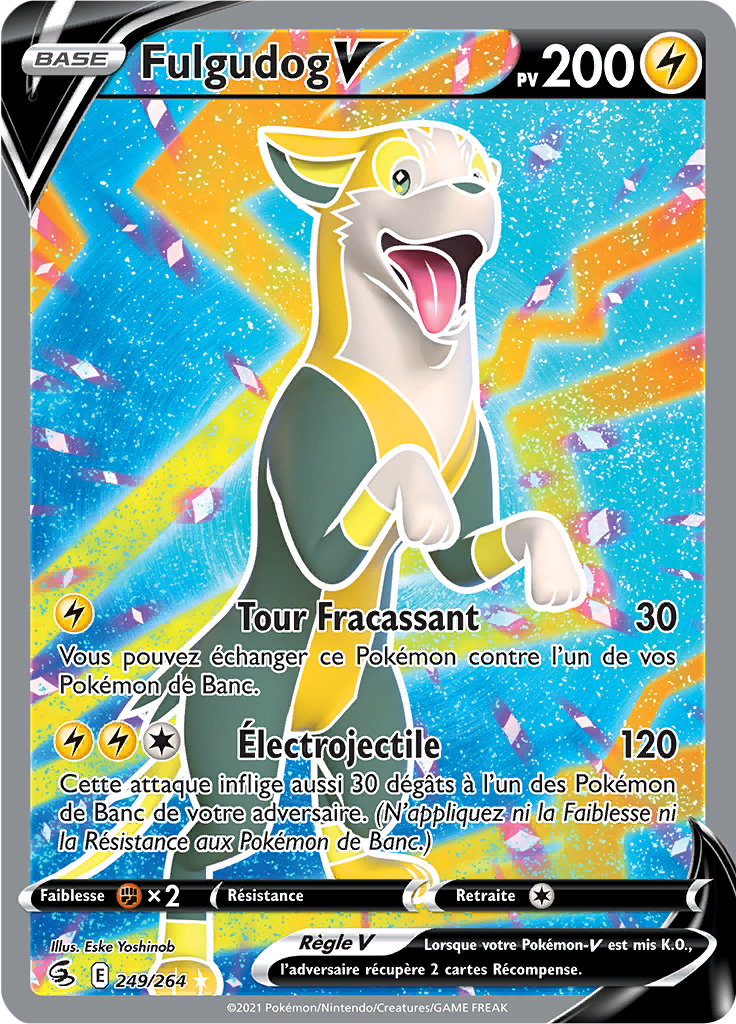 BASE Fulgudog V PV 200
Tour Fracassant 30
Vous pouvez échanger ce Pokémon contre l'un de vos
Pokémon de Banc.
Électrojectile 120
Cette attaque inflige aussi 30 dégâts à l'un des Pokémon
de Banc de votre adversaire. (N'appliquez ni la Faiblesse ni
la Résistance aux Pokémon de Banc.)
Faiblesse ×2 Résistance Retraite
Illus. Eske Yoshinob
Règle V Lorsque votre Pokémon-V est mis K.O.,
l'adversaire récupère 2 cartes Récompense.
E 249/264
©2021 Pokémon/Nintendo/Creatures/GAME FREAK